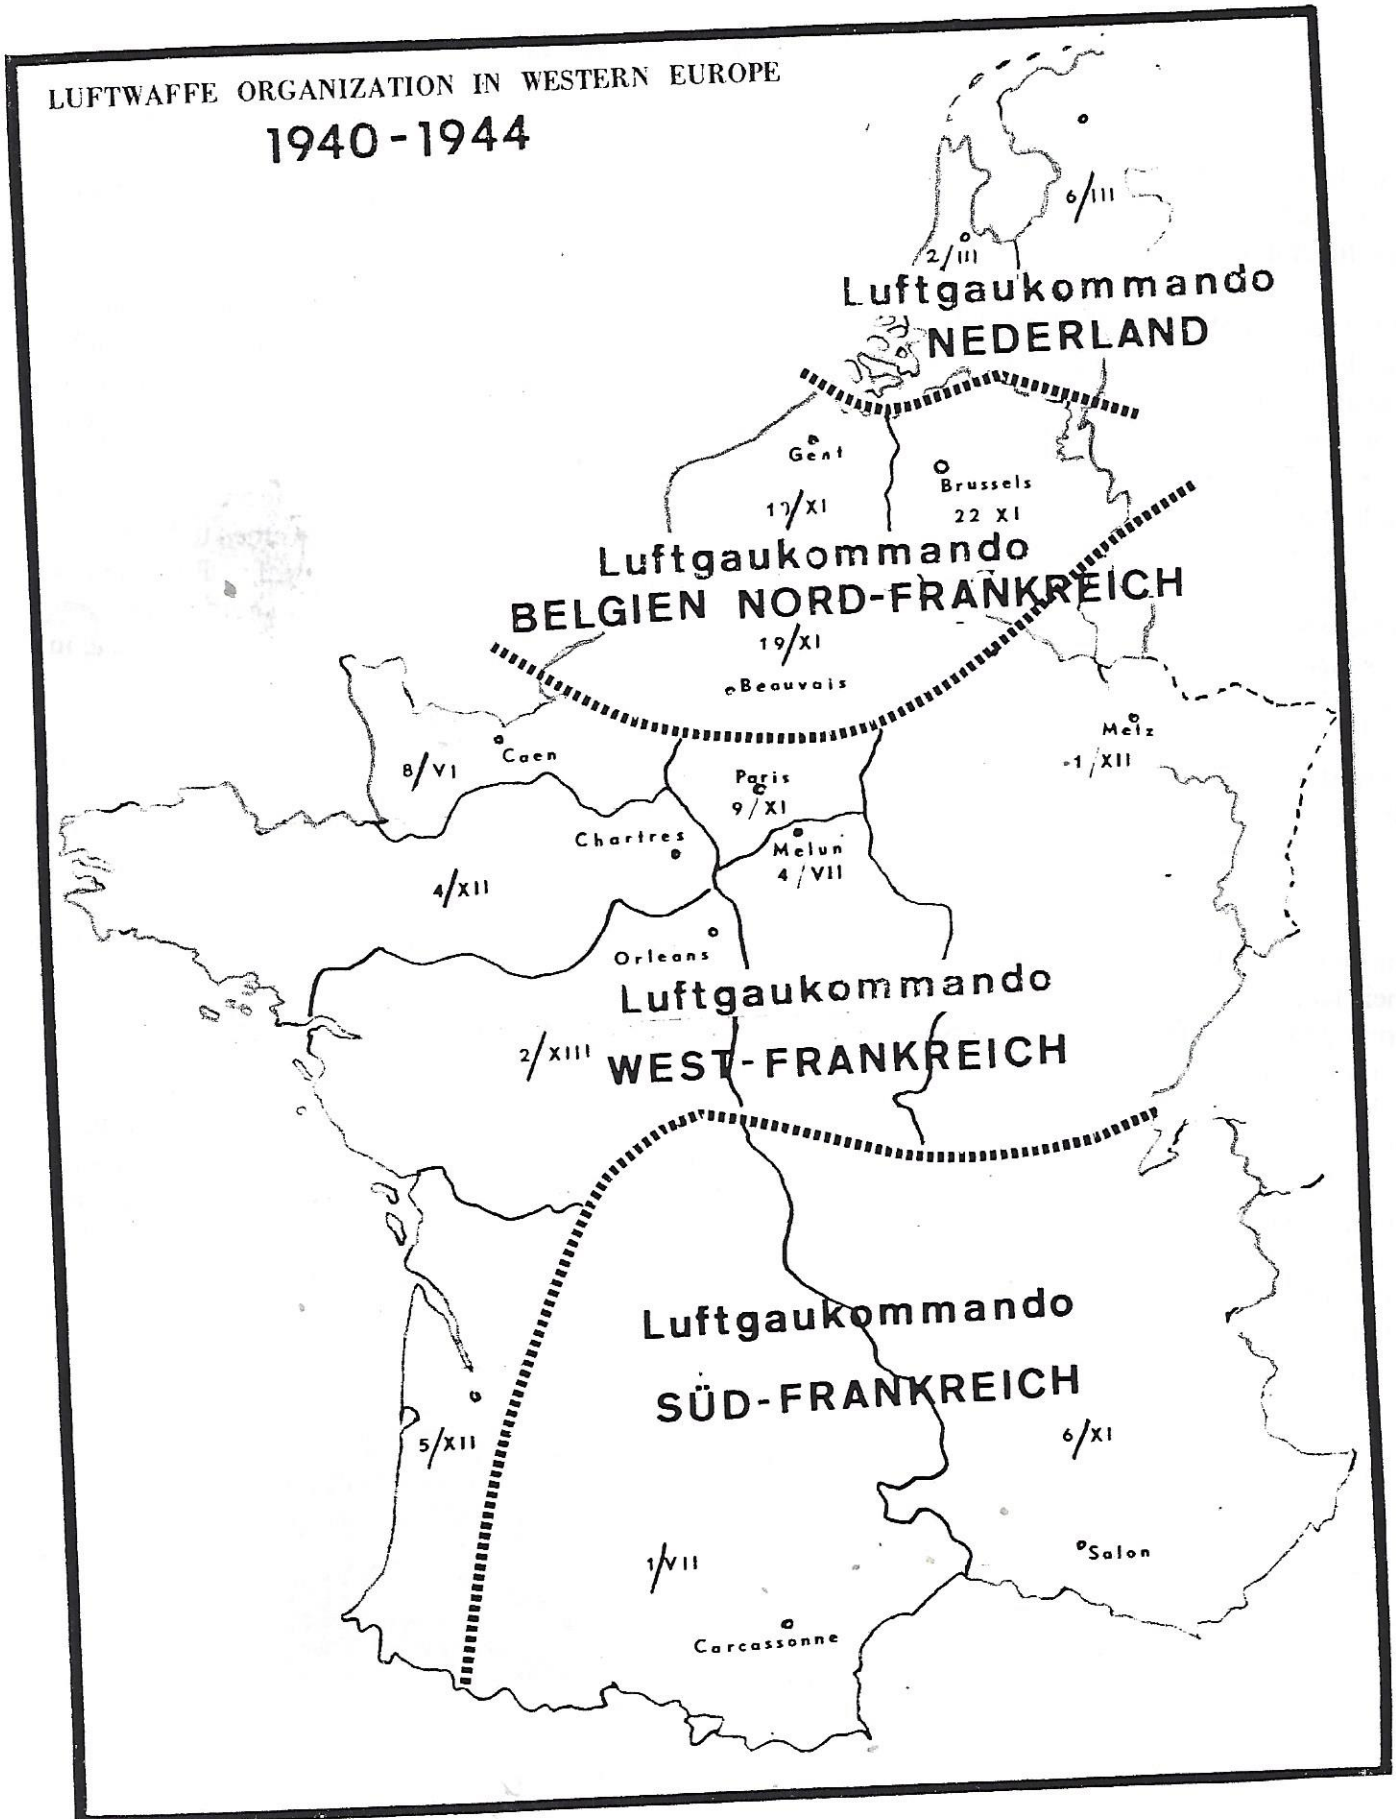 LUFTWAFFE ORGANIZATION IN WESTERN EUROPE
1940-1944
6/III
2/III
Luftgaukommando
NEDERLAND
Gent
Brussels
22 XI
Luftgaukommando
BELGIEN NORD-FRANKREICH
19/XI
Beauvais
Metz
1/XII
Caen
8/VI
Paris
9/XI
Chartres
Melun
4/VII
4/XII
Orleans
Luftgaukommando
2/XIII
WEST-FRANKREICH
Luftgaukommando
SÜD-FRANKREICH
5/XII
6/XI
Salon
1/VII
Carcassonne